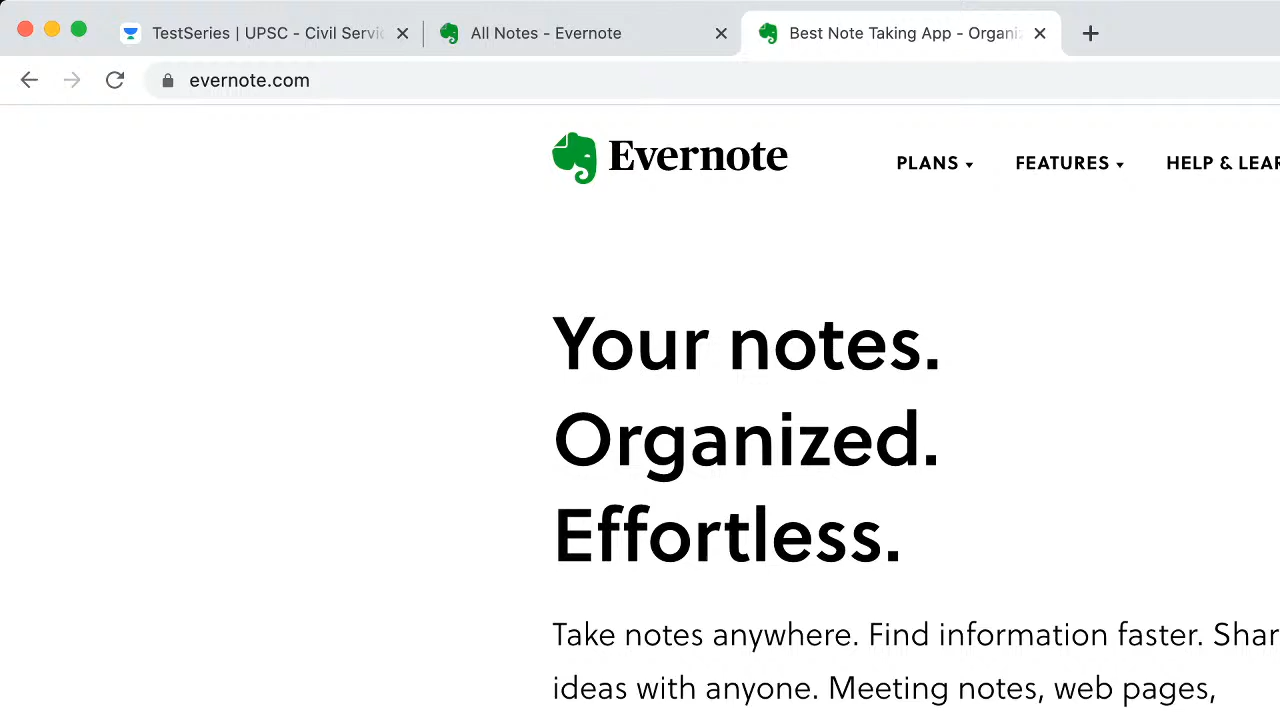 TestSeries | UPSC - Civil Servic
All Notes - Evernote
Best Note Taking App - Organiz
evernote.com
Evernote
PLANS
FEATURES
HELP & LEAR
Your notes.
Organized.
Effortless.
Take notes anywhere. Find information faster. Shar
ideas with anyone. Meeting notes, web pages,